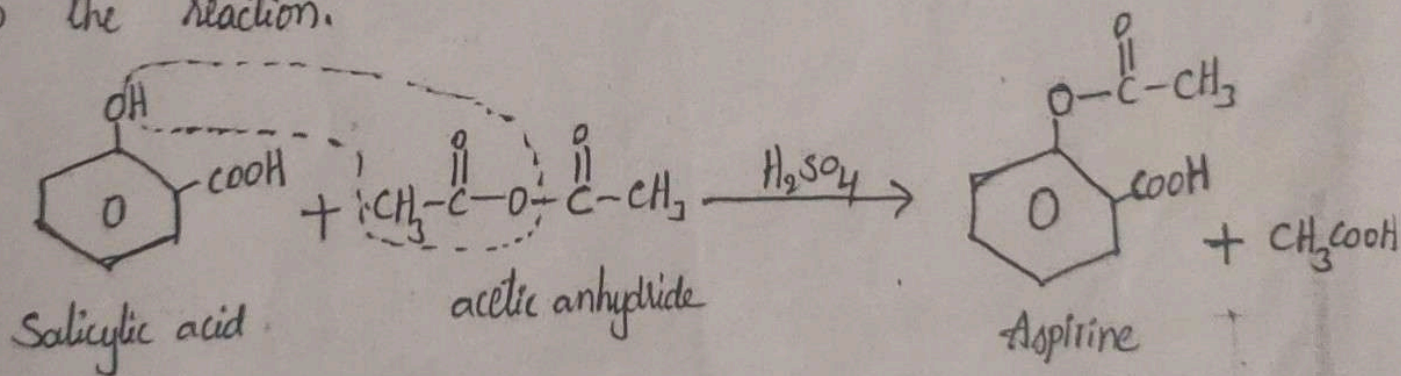 the reaction.
O
O-C-CH3
OH
O O
COOH + CH3-C-O-C-CH3 H2SO4 COOH + CH3COOH
Salicylic acid acetic anhydride Aspirine